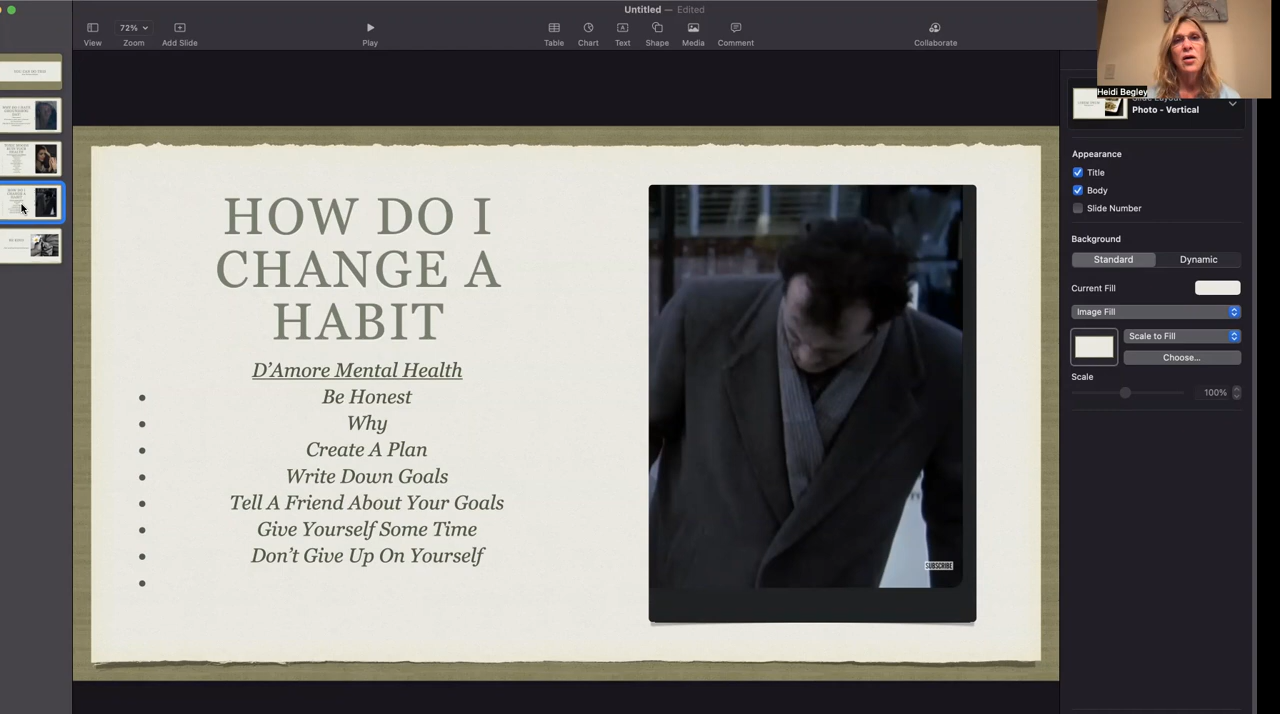 Untitled — Edited
72%
View
Zoom
Add Slide
Play
Table
Chart
Text
Shape
Media
Comment
Collaborate
Heidi Begley
Slide Layout
Photo - Vertical
Appearance
Title
Body
Slide Number
Background
Standard
Dynamic
Current Fill
Image Fill
Scale to Fill
Choose...
Scale
100%
HOW DO I
CHANGE A
HABIT
D’Amore Mental Health
• Be Honest
• Why
• Create A Plan
• Write Down Goals
• Tell A Friend About Your Goals
• Give Yourself Some Time
• Don’t Give Up On Yourself
•
SUBSCRIBE